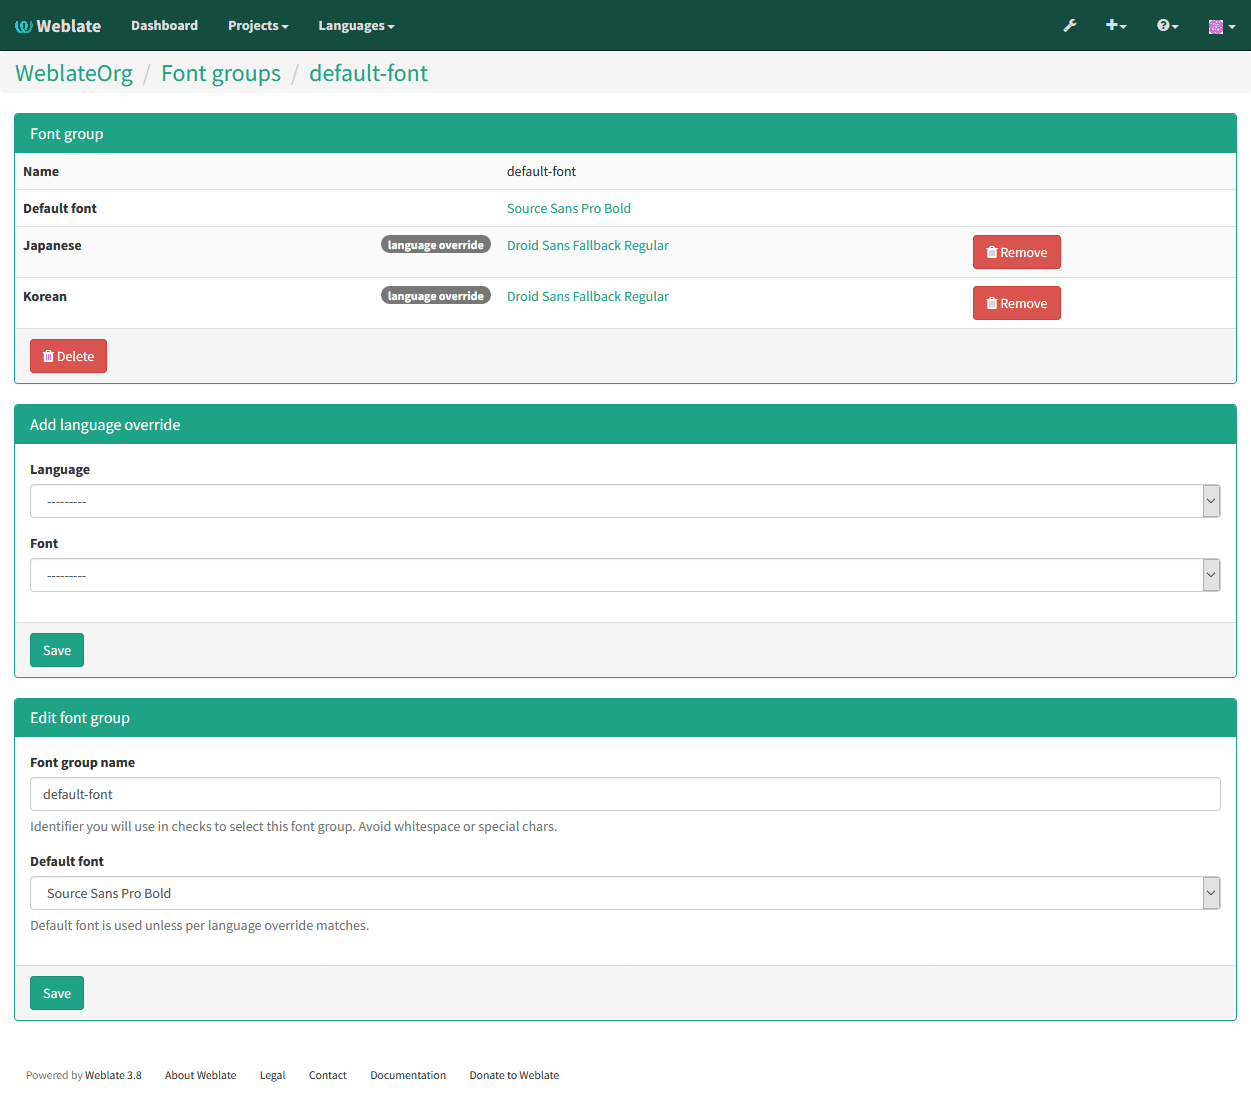 Weblate Dashboard Projects Languages
WeblateOrg / Font groups / default-font
Font group
Name default-font
Default font Source Sans Pro Bold
Japanese language override Droid Sans Fallback Regular Remove
Korean language override Droid Sans Fallback Regular Remove
Delete
Add language override
Language
---------
Font
---------
Save
Edit font group
Font group name
default-font
Identifier you will use in checks to select this font group. Avoid whitespace or special chars.
Default font
Source Sans Pro Bold
Default font is used unless per language override matches.
Save
Powered by Weblate 3.8 About Weblate Legal Contact Documentation Donate to Weblate